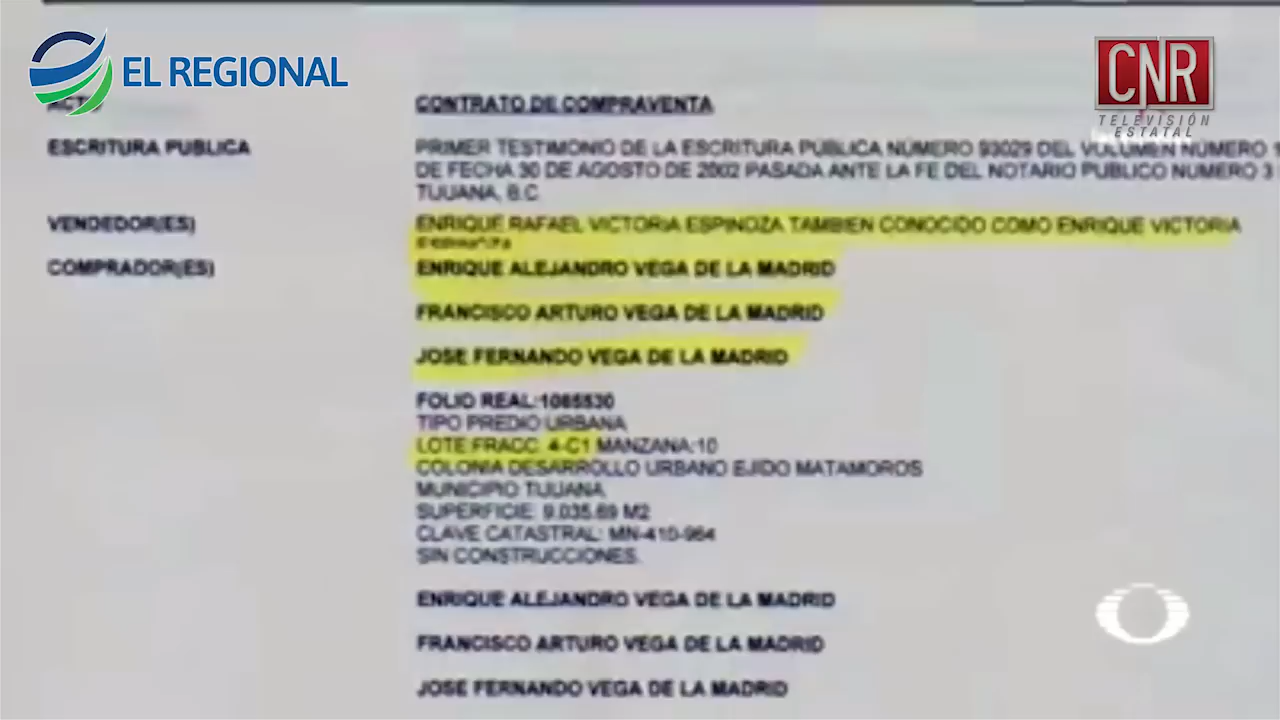 EL REGIONAL
CNR
TELEVISIÓN
ESTATAL
CONTRATO DE COMPRAVENTA
ESCRITURA PUBLICA
PRIMER TESTIMONIO DE LA ESCRITURA PÚBLICA NÚMERO 93029 DEL VOLUMEN NÚMERO 1
DE FECHA 30 DE AGOSTO DE 2002 PASADA ANTE LA FE DEL NOTARIO PUBLICO NUMERO 3
TIJUANA, B.C.
VENDEDOR(ES)
ENRIQUE RAFAEL VICTORIA ESPINOZA TAMBIEN CONOCIDO COMO ENRIQUE VICTORIA
COMPRADOR(ES)
ENRIQUE ALEJANDRO VEGA DE LA MADRID
FRANCISCO ARTURO VEGA DE LA MADRID
JOSE FERNANDO VEGA DE LA MADRID
FOLIO REAL:1085530
TIPO PREDIO URBANA
LOTE:FRACC. 4-C1 MANZANA:10
COLONIA DESARROLLO URBANO EJIDO MATAMOROS
MUNICIPIO TIJUANA
SUPERFICIE: 9,035.69 M2
CLAVE CATASTRAL: MN-410-964
SIN CONSTRUCCIONES.
ENRIQUE ALEJANDRO VEGA DE LA MADRID
FRANCISCO ARTURO VEGA DE LA MADRID
JOSE FERNANDO VEGA DE LA MADRID